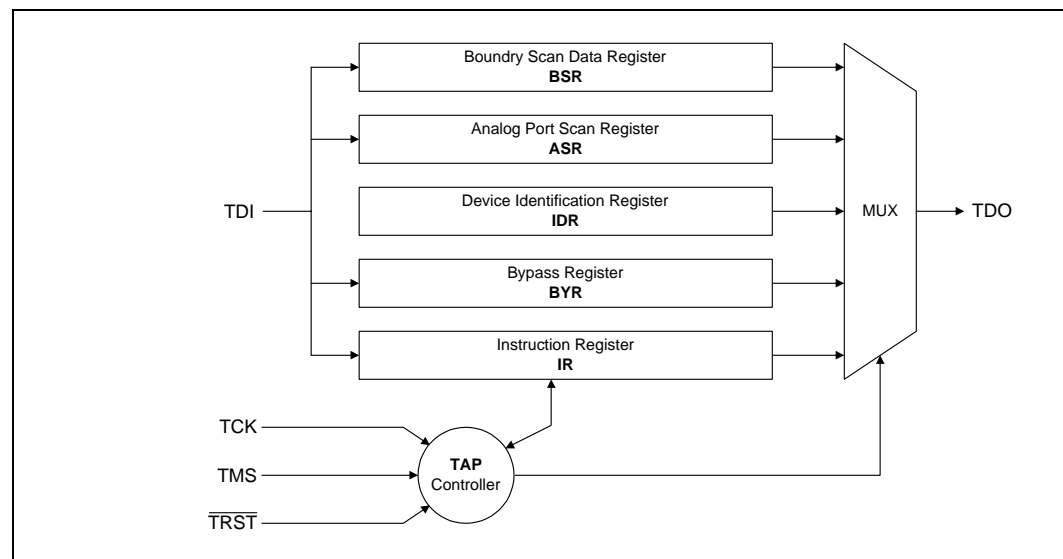 Boundry Scan Data Register
BSR
Analog Port Scan Register
ASR
Device Identification Register
IDR
Bypass Register
BYR
Instruction Register
IR
TDI
MUX
TDO
TCK
TMS
TRST
TAP
Controller